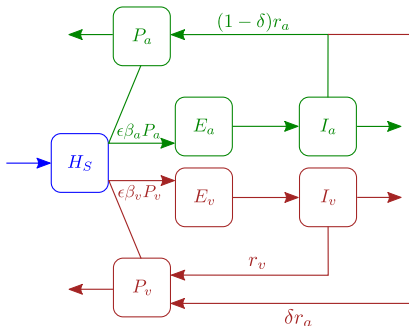 (1 − δ)r_a
P_a
ϵβ_aP_a
E_a
I_a
H_S
ϵβ_vP_v
E_v
I_v
r_v
P_v
δr_a